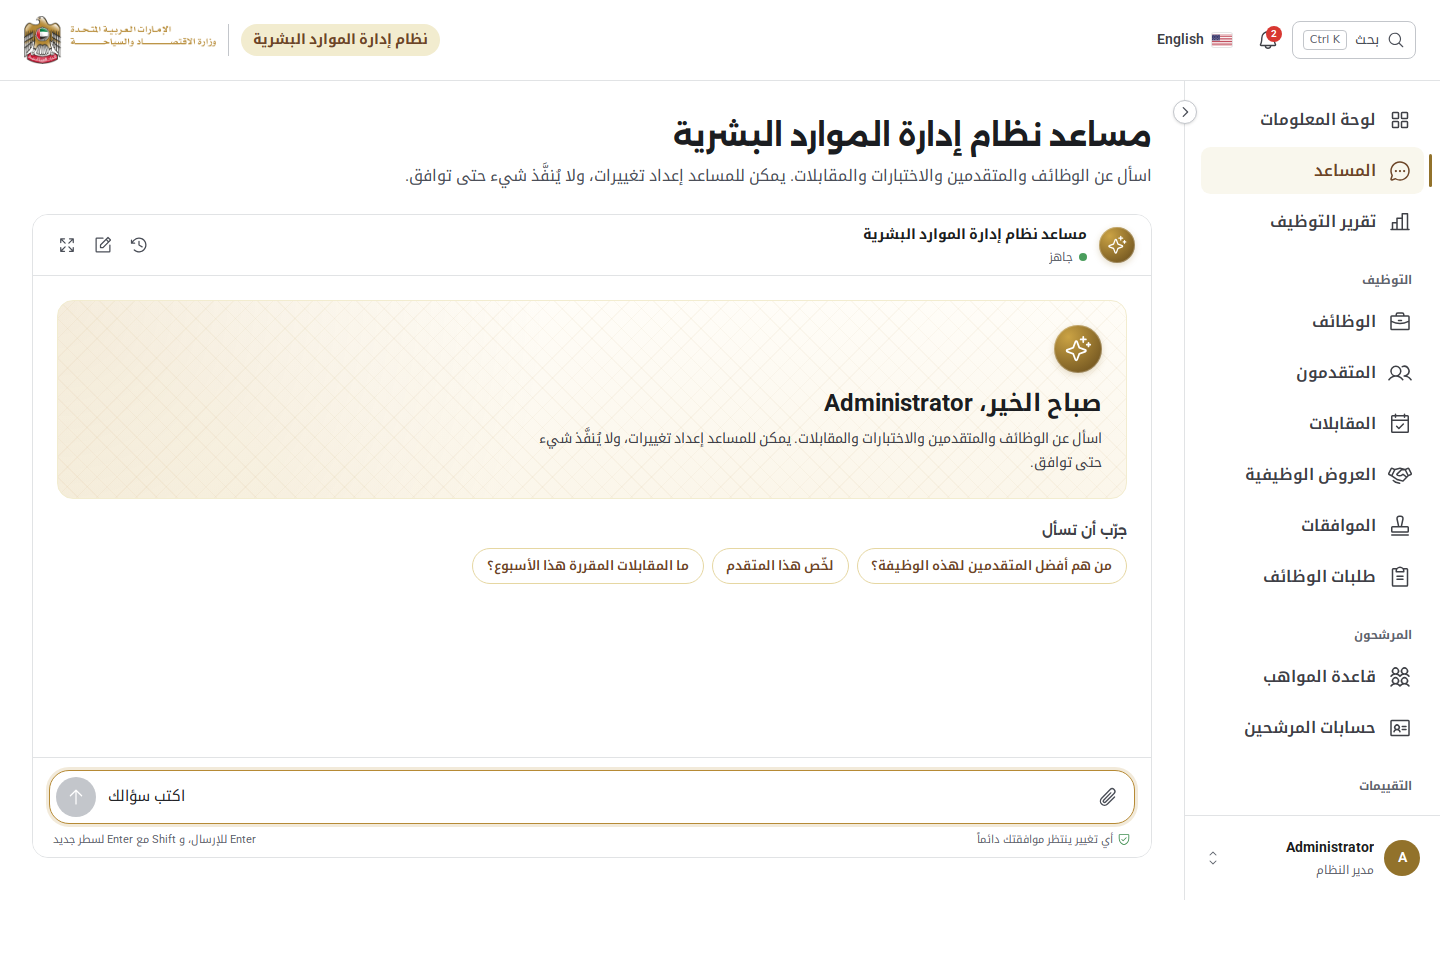 الإمارات العربية المتحدة
وزارة الاقتصاد والسياحة
نظام إدارة الموارد البشرية
English
2
بحث
Ctrl K
لوحة المعلومات
المساعد
تقرير التوظيف
التوظيف
الوظائف
المتقدمون
المقابلات
العروض الوظيفية
الموافقات
طلبات الوظائف
المرشحون
قاعدة المواهب
حسابات المرشحين
التقييمات
A
Administrator
مدير النظام
مساعد نظام إدارة الموارد البشرية
اسأل عن الوظائف والمتقدمين والاختبارات والمقابلات. يمكن للمساعد إعداد تغييرات، ولا يُنفَّذ شيء حتى توافق.
مساعد نظام إدارة الموارد البشرية
جاهز
صباح الخير، Administrator
اسأل عن الوظائف والمتقدمين والاختبارات والمقابلات. يمكن للمساعد إعداد تغييرات، ولا يُنفَّذ شيء
حتى توافق.
جرّب أن تسأل
من هم أفضل المتقدمين لهذه الوظيفة؟
لخّص هذا المتقدم
ما المقابلات المقررة هذا الأسبوع؟
اكتب سؤالك
أي تغيير ينتظر موافقتك دائماً
Enter للإرسال، و Shift مع Enter لسطر جديد